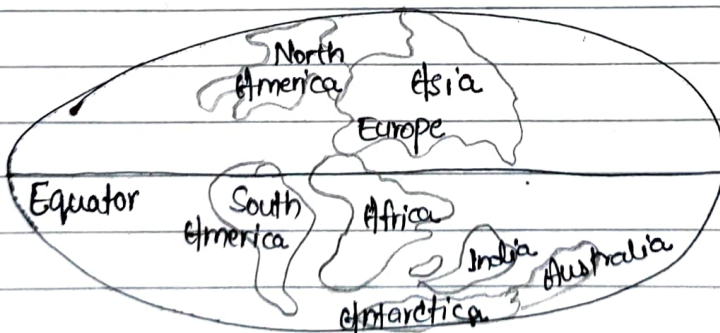 North
America
Asia
Europe
Equator
South
America
Africa
India
Australia
Antarctica